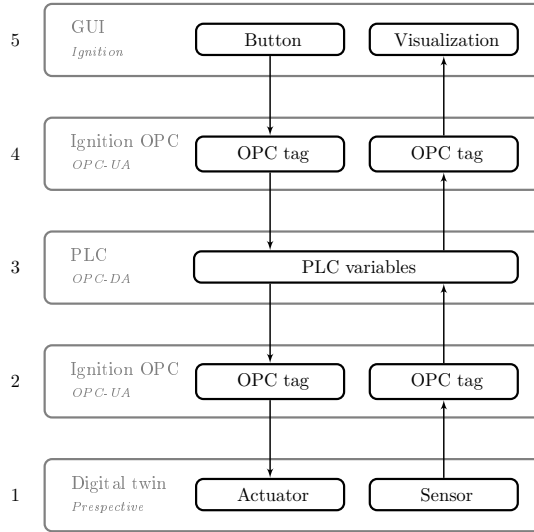 5
GUI
Ignition
Button
Visualization
4
Ignition OPC
OPC-UA
OPC tag
OPC tag
3
PLC
OPC-DA
PLC variables
2
Ignition OPC
OPC-UA
OPC tag
OPC tag
1
Digital twin
Prespective
Actuator
Sensor